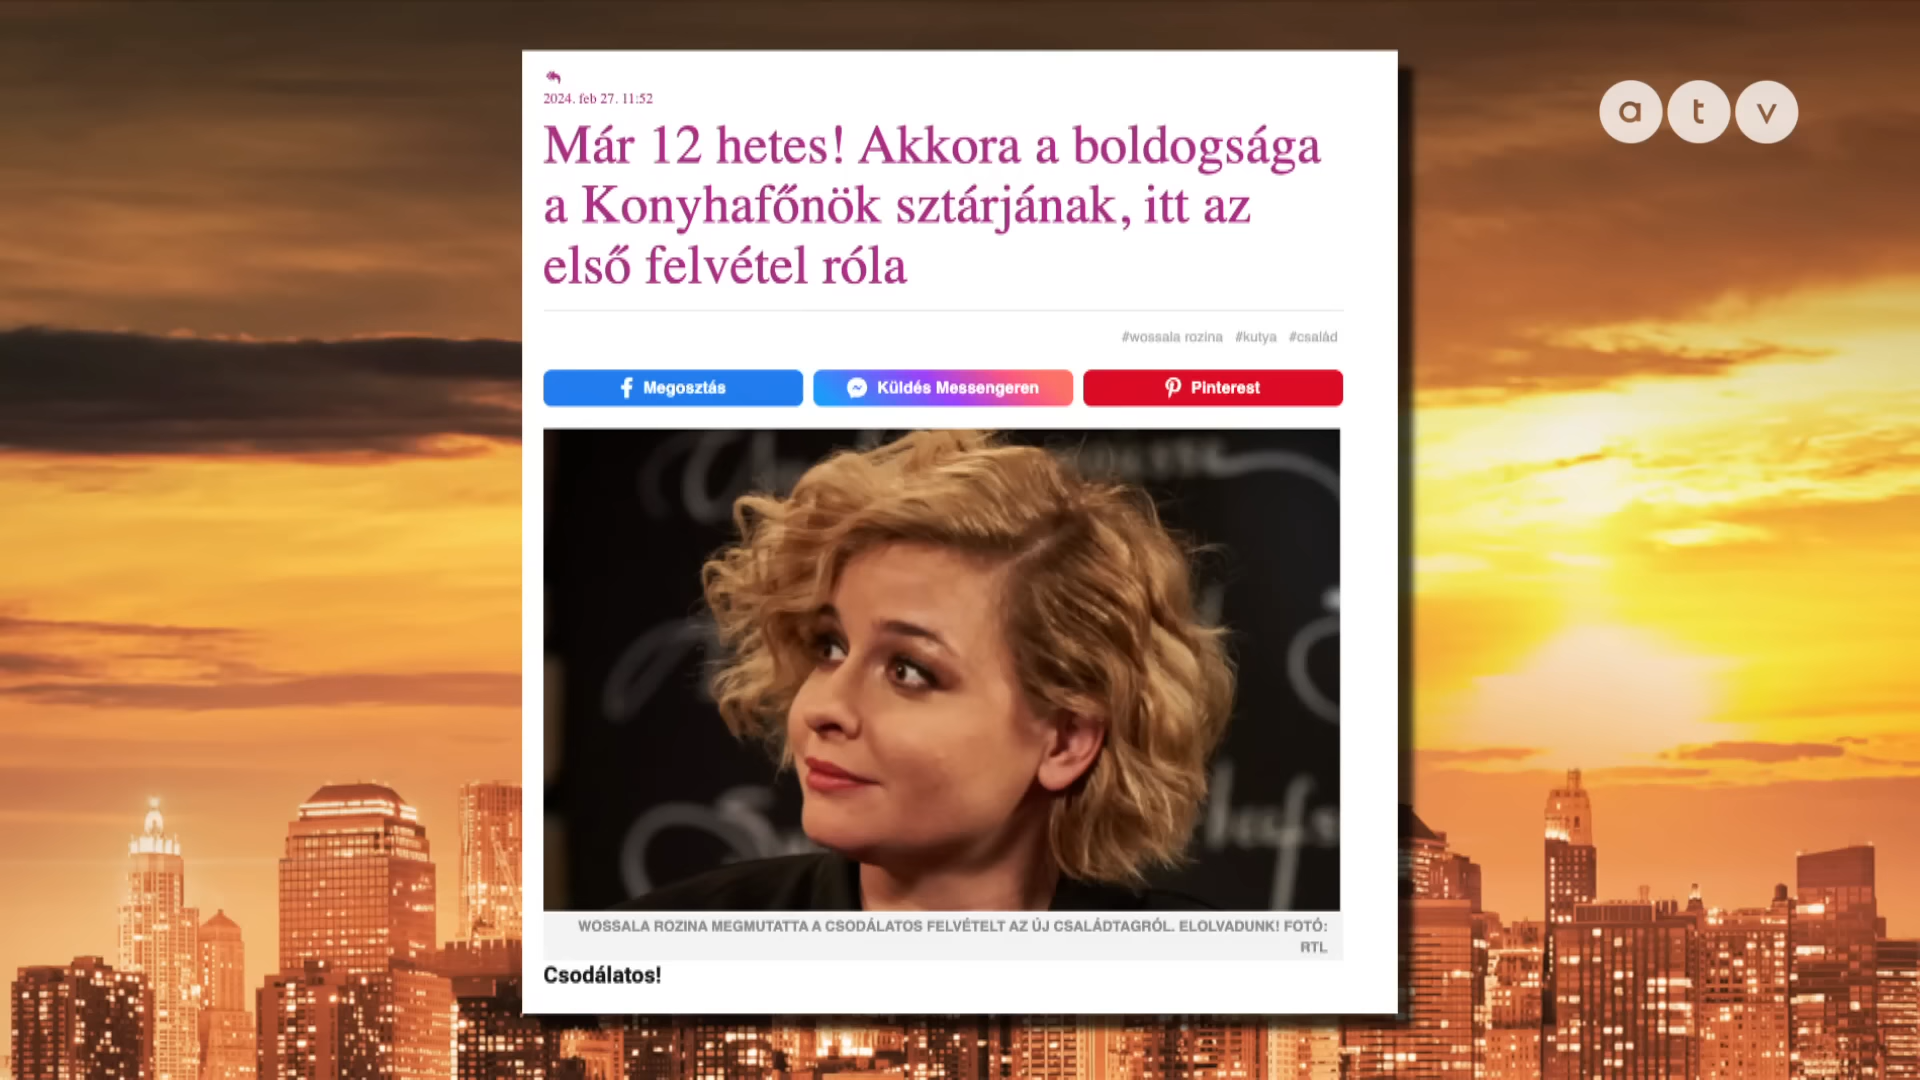 a t v
2024. feb 27. 11:52
Már 12 hetes! Akkora a boldogsága
a Konyhafőnök sztárjának, itt az
első felvétel róla
#wossala rozina #kutya #család
Megosztás
Küldés Messengeren
Pinterest
WOSSALA ROZINA MEGMUTATTA A CSODÁLATOS FELVÉTELT AZ ÚJ CSALÁDTAGRÓL. ELOLVADUNK! FOTÓ:
RTL
Csodálatos!